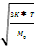 √(3K * T / M₀)